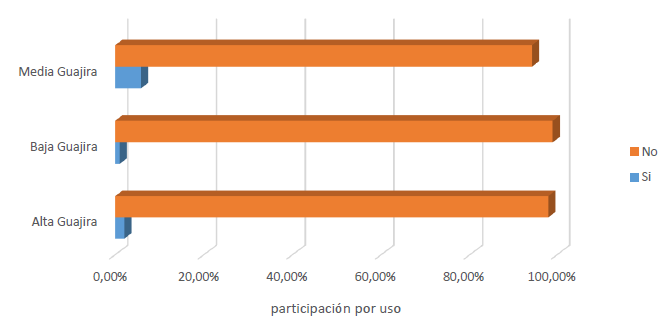 Media Guajira
Baja Guajira
Alta Guajira
No
Si
0,00% 20,00% 40,00% 60,00% 80,00% 100,00%
participación por uso